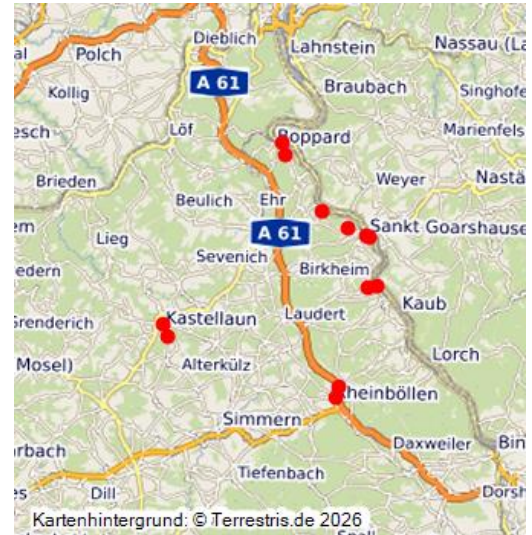 Dieblich
Lahnstein
Nassau (La
Polch
A 61
Braubach
Singhofe
Kollig
esch
Löf
Boppard
Marienfels
Brieden
Weyer
Nastä
Beulich
Ehr
A 61
Sankt Goarshause
Lieg
Sevenich
Birkheim
edern
Kaub
Grenderich
Kastellaun
Laudert
Mosel)
Alterkülz
Lorch
Rheinböllen
Simmern
arbach
Daxweiler
Bin
Tiefenbach
es
Dill
Dorsh
Kartenhintergrund: © Terrestris.de 2026